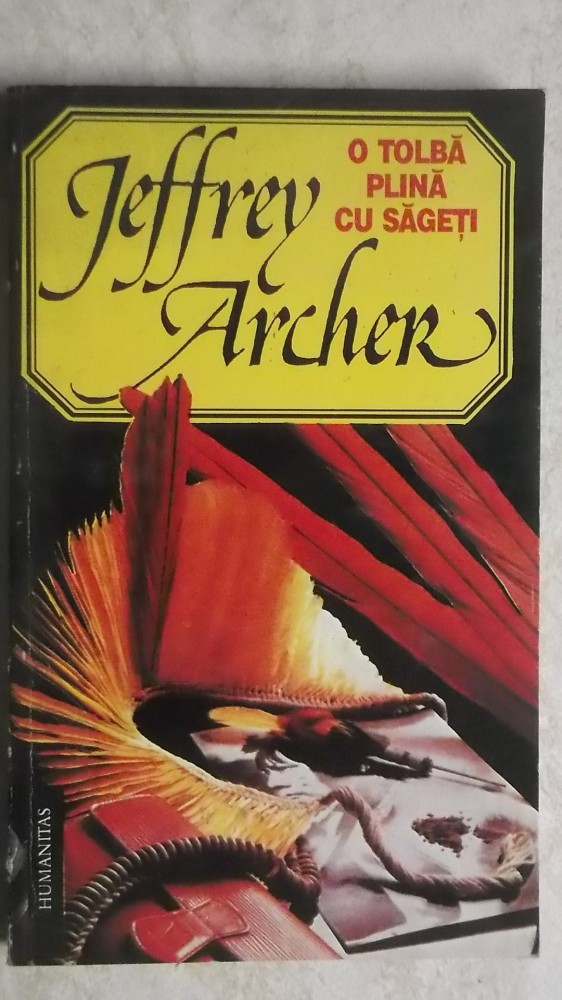 Jeffrey
Archer
O TOLBĂ
PLINĂ
CU SĂGEȚI
HUMANITAS